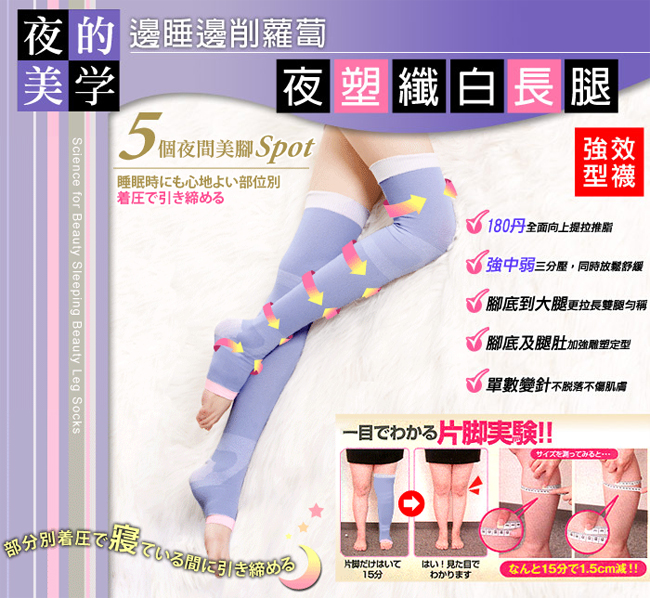 夜的
美学
邊睡邊削蘿蔔
夜塑纖白長腿
5個夜間美腳Spot
睡眠時にも心地よい部位別
着圧で引き締める
強效
型襪
180丹全面向上提拉推脂
強中弱三分壓，同時放鬆舒緩
腳底到大腿更拉長雙腿勻稱
腳底及腿肚加強雕塑定型
單數變針不脫落不傷肌膚
Science for Beauty Sleeping Beauty Leg Socks
一目でわかる片脚実験!!
サイズを測ってみると…
片脚だけはいて
15分
はい！見た目で
わかります
なんと15分で1.5cm減!!
部分別着圧で寝ている間に引き締める